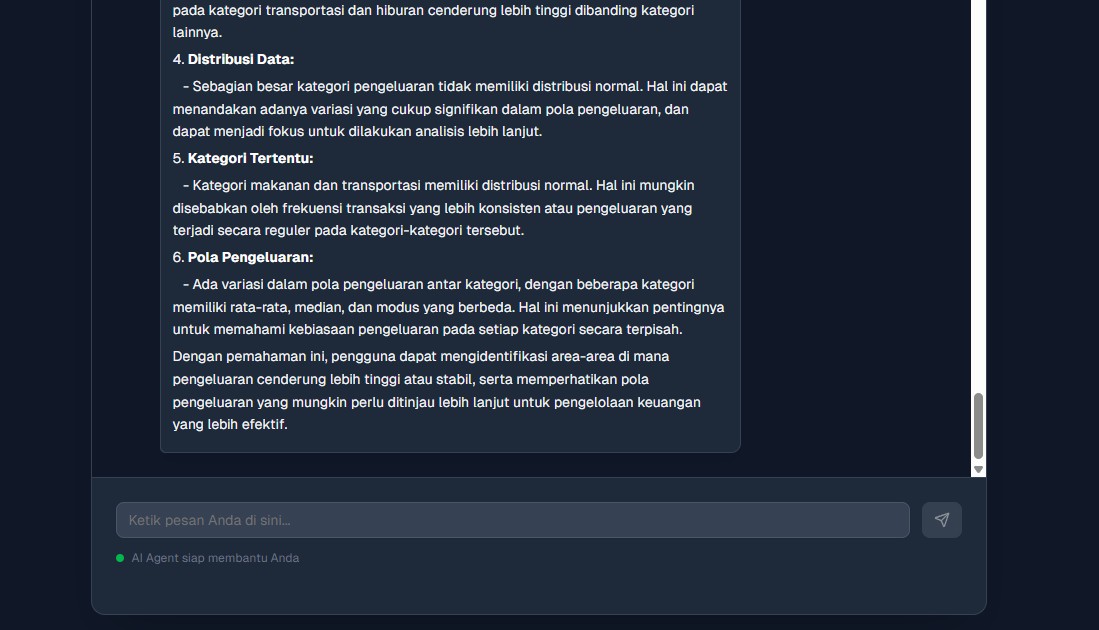 pada kategori transportasi dan hiburan cenderung lebih tinggi dibanding kategori
lainnya.
4. Distribusi Data:
- Sebagian besar kategori pengeluaran tidak memiliki distribusi normal. Hal ini dapat
menandakan adanya variasi yang cukup signifikan dalam pola pengeluaran, dan
dapat menjadi fokus untuk dilakukan analisis lebih lanjut.
5. Kategori Tertentu:
- Kategori makanan dan transportasi memiliki distribusi normal. Hal ini mungkin
disebabkan oleh frekuensi transaksi yang lebih konsisten atau pengeluaran yang
terjadi secara reguler pada kategori-kategori tersebut.
6. Pola Pengeluaran:
- Ada variasi dalam pola pengeluaran antar kategori, dengan beberapa kategori
memiliki rata-rata, median, dan modus yang berbeda. Hal ini menunjukkan pentingnya
untuk memahami kebiasaan pengeluaran pada setiap kategori secara terpisah.
Dengan pemahaman ini, pengguna dapat mengidentifikasi area-area di mana
pengeluaran cenderung lebih tinggi atau stabil, serta memperhatikan pola
pengeluaran yang mungkin perlu ditinjau lebih lanjut untuk pengelolaan keuangan
yang lebih efektif.
Ketik pesan Anda di sini...
AI Agent siap membantu Anda